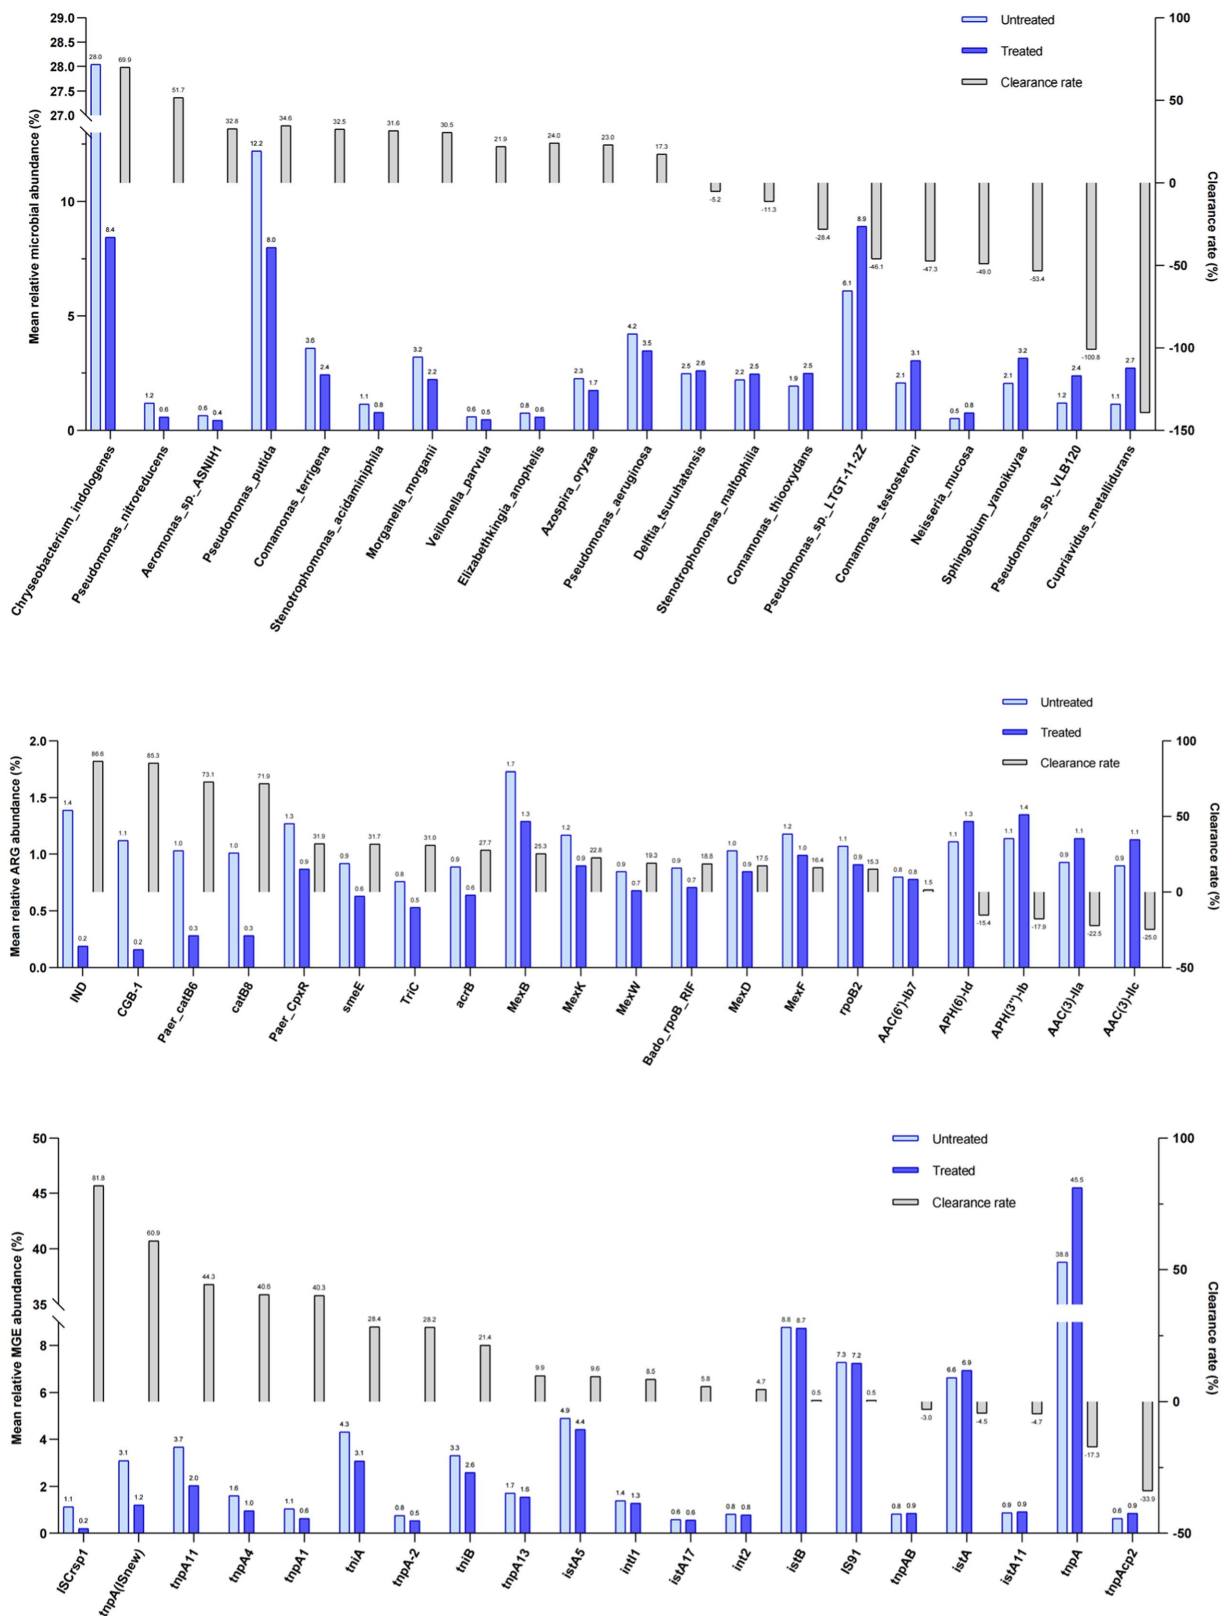 Untreated
Treated
Clearance rate
Mean relative microbial abundance (%)
29.0
28.5
28.0
27.5
27.0
10
5
0
100
50
0
-50
-100
-150
Clearance rate (%)
28.0 8.4 69.9
1.2 0.6 51.7
0.6 0.4 32.8
12.2 8.0 34.6
3.6 2.4 32.5
1.1 0.8 31.6
3.2 2.2 30.5
0.6 0.5 21.9
0.8 0.6 24.0
2.3 1.7 23.0
4.2 3.5 17.3
2.5 2.6 -5.2
2.2 2.5 -11.3
1.9 2.5 -28.4
6.1 8.9 -46.1
2.1 3.1 -47.3
0.5 0.8 -49.0
2.1 3.2 -53.4
1.2 2.4 -100.8
1.1 2.7
Chryseobacterium_indologenes
Pseudomonas_nitroreducens
Aeromonas_sp._ASNIH1
Pseudomonas_putida
Comamonas_terrigena
Stenotrophomonas_acidaminiphila
Morganella_morganii
Veillonella_parvula
Elizabethkingia_anophelis
Azospira_oryzae
Pseudomonas_aeruginosa
Delftia_tsuruhatensis
Stenotrophomonas_maltophilia
Comamonas_thiooxydans
Pseudomonas_sp._LTGT-11-2Z
Comamonas_testosteroni
Neisseria_mucosa
Sphingobium_yanoikuyae
Pseudomonas_sp._VLB120
Cupriavidus_metallidurans
Untreated
Treated
Clearance rate
Mean relative ARG abundance (%)
2.0
1.5
1.0
0.5
0.0
100
50
0
-50
Clearance rate (%)
1.4 0.2 86.6
1.1 0.2 85.3
1.0 0.3 73.1
1.0 0.3 71.9
1.3 0.9 31.9
0.9 0.6 31.7
0.8 0.5 31.0
0.9 0.6 27.7
1.7 1.3 25.3
1.2 0.9 22.8
0.9 0.7 19.3
0.9 0.7 18.8
1.0 0.9 17.5
1.2 1.0 16.4
1.1 0.9 15.3
0.8 0.8 1.5
1.1 1.3 -15.4
1.1 1.4 -17.9
0.9 1.1 -22.5
0.9 1.1 -25.0
IND
CGB-1
Paer_catB6
catB8
Paer_CpxR
smeE
TriC
acrB
MexB
MexK
MexW
Bado_rpoB_RIF
MexD
MexF
rpoB2
AAC(6')-Ib7
APH(6)-Id
APH(3'')-Ib
AAC(3)-IIa
AAC(3)-IIc
Untreated
Treated
Clearance rate
Mean relative MGE abundance (%)
50
45
40
35
8
6
4
2
0
100
50
0
-50
Clearance rate (%)
1.1 0.2 81.8
3.1 1.2 60.9
3.7 2.0 44.3
1.6 1.0 40.6
1.1 0.6 40.3
4.3 3.1 28.4
0.8 0.5 28.2
3.3 2.6 21.4
1.7 1.6 9.9
4.9 4.4 9.6
1.4 1.3 8.5
0.6 0.6 5.8
0.8 0.8 4.7
8.8 8.7 0.5
7.3 7.2 0.5
0.8 0.9 -3.0
6.6 6.9 -4.5
0.9 0.9 -4.7
38.8 45.5 -17.3
0.6 0.9 -33.9
ISCrsp1
tnpA(ISnew)
tnpA11
tnpA4
tnpA1
tniA
tnpA-2
tniB
tnpA13
istA5
intI1
istA17
int2
istB
IS91
tnpAB
istA
istA11
tnpA
tnpAcp2